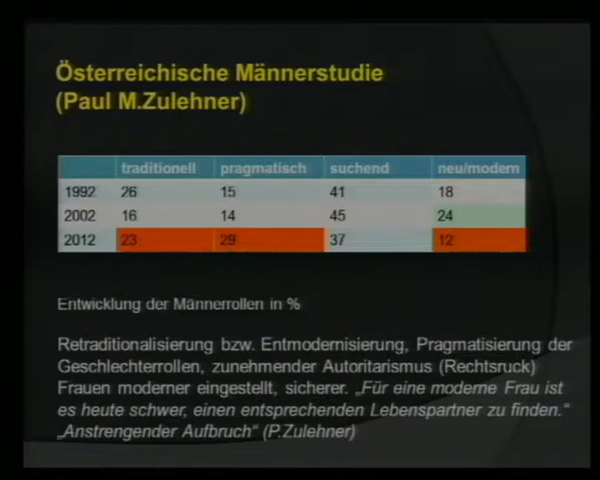 Österreichische Männerstudie
(Paul M.Zulehner)
traditionell pragmatisch suchend neu/modern
1992 26 15 41 18
2002 16 14 45 24
2012 23 29 37 12
Entwicklung der Männerrollen in %
Retraditionalisierung bzw. Entmodernisierung, Pragmatisierung der
Geschlechterrollen, zunehmender Autoritarismus (Rechtsruck)
Frauen moderner eingestellt, sicherer. „Für eine moderne Frau ist
es heute schwer, einen entsprechenden Lebenspartner zu finden.“
„Anstrengender Aufbruch“ (P.Zulehner)